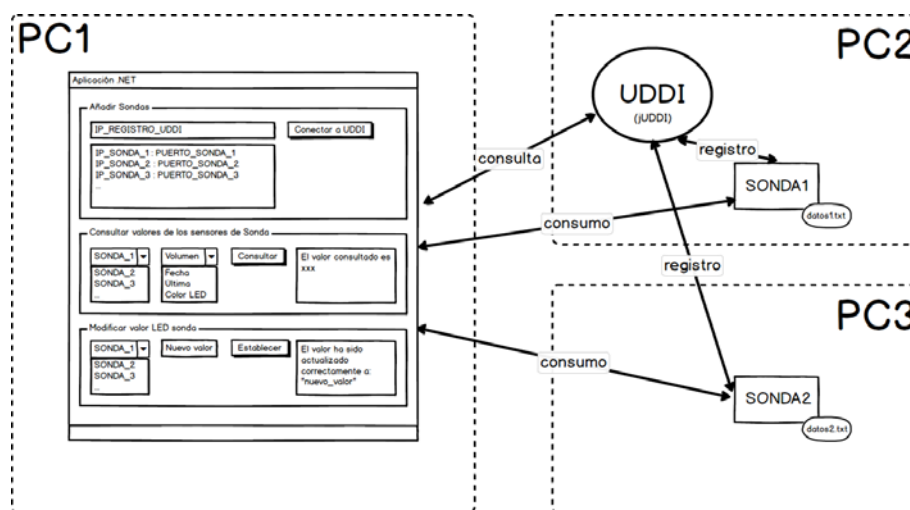 PC1
Aplicación .NET
Añadir Sondas
IP_REGISTRO_UDDI
Conectar a UDDI
IP_SONDA_1 : PUERTO_SONDA_1
IP_SONDA_2 : PUERTO_SONDA_2
IP_SONDA_3 : PUERTO_SONDA_3
...
Consultar valores de los sensores de Sonda
SONDA_1
SONDA_2
SONDA_3
...
Volumen
Fecha
Última
Color LED
Consultar
El valor consultado es
xxx
Modificar valor LED sonda
SONDA_1
SONDA_2
SONDA_3
...
Nuevo valor
Establecer
El valor ha sido
actualizado
correctamente a:
"nuevo_valor"
consulta
consumo
consumo
PC2
UDDI
(jUDDI)
registro
SONDA1
datos1.txt
registro
PC3
SONDA2
datos2.txt